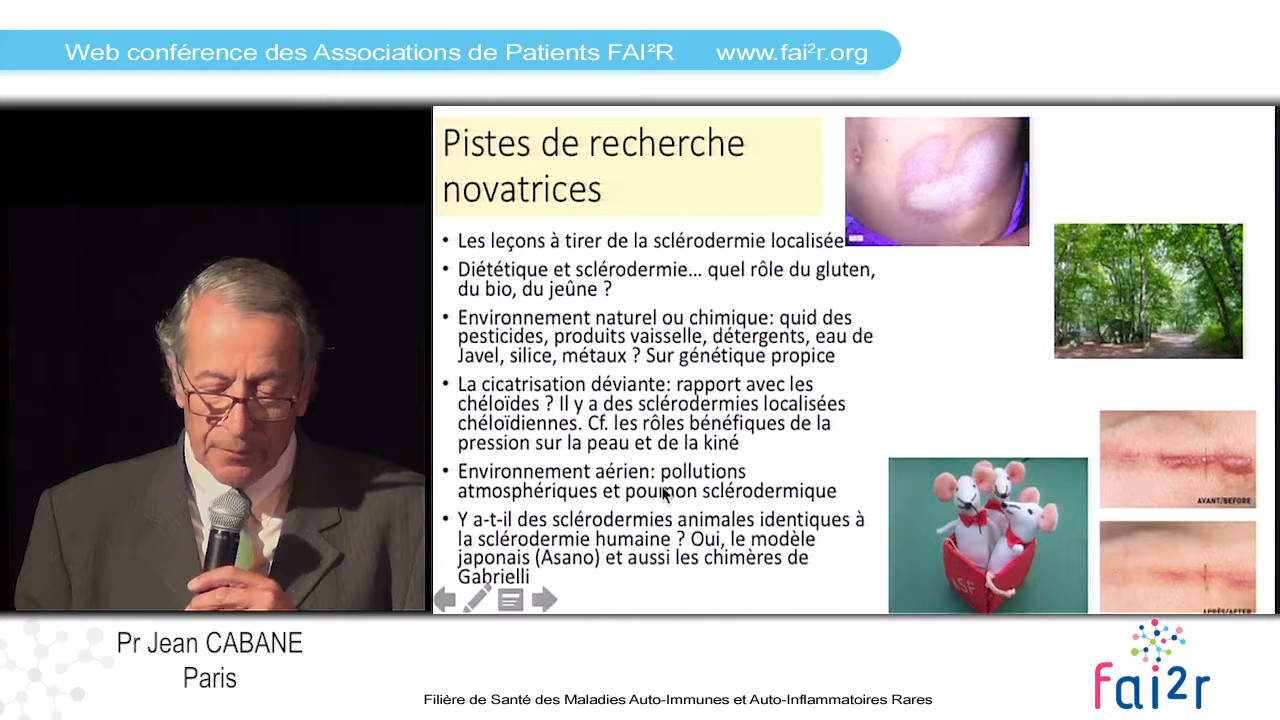 Web conférence des Associations de Patients FAI²R www.fai²r.org
Pistes de recherche
novatrices
• Les leçons à tirer de la sclérodermie localisée
• Diététique et sclérodermie… quel rôle du gluten,
du bio, du jeûne ?
• Environnement naturel ou chimique: quid des
pesticides, produits vaisselle, détergents, eau de
Javel, silice, métaux ? Sur génétique propice
• La cicatrisation déviante: rapport avec les
chéloïdes ? Il y a des sclérodermies localisées
chéloïdiennes. Cf. les rôles bénéfiques de la
pression sur la peau et de la kiné
• Environnement aérien: pollutions
atmosphériques et poumon sclérodermique
• Y a-t-il des sclérodermies animales identiques à
la sclérodermie humaine ? Oui, le modèle
japonais (Asano) et aussi les chimères de
Gabrielli
AVANT/BEFORE
ASF
APRÈS/AFTER
Pr Jean CABANE
Paris
fai2r
Filière de Santé des Maladies Auto-Immunes et Auto-Inflammatoires Rares